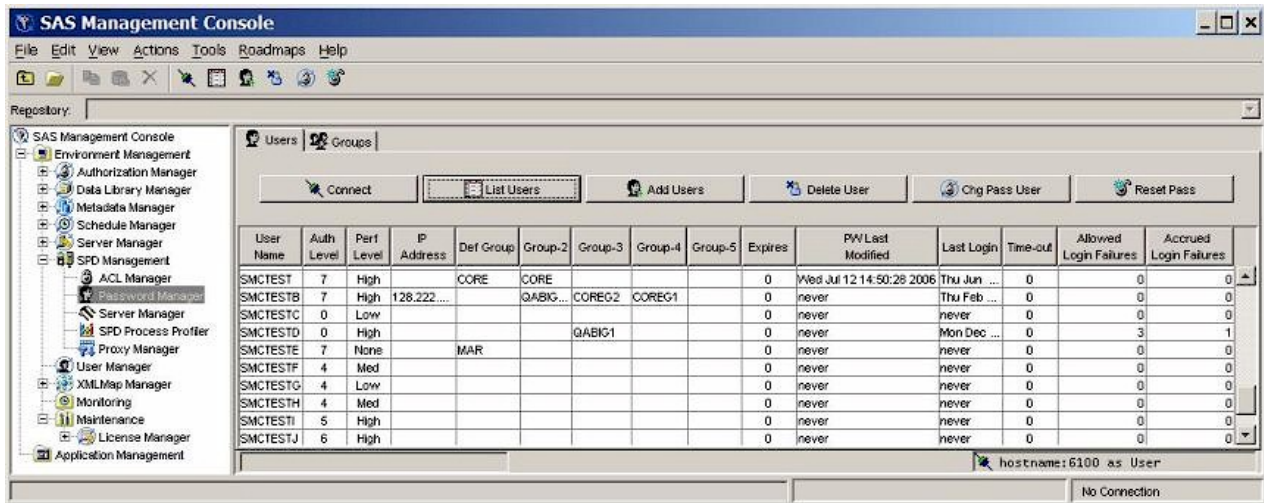 SAS Management Console
File Edit View Actions Tools Roadmaps Help
Repository:
SAS Management Console
Environment Management
Authorization Manager
Data Library Manager
Metadata Manager
Schedule Manager
Server Manager
SPD Management
ACL Manager
Password Manager
Server Manager
SPD Process Profiler
Proxy Manager
User Manager
XMLMap Manager
Monitoring
Maintenance
License Manager
Application Management
Users Groups
Connect List Users Add Users Delete User Chg Pass User Reset Pass
User Name Auth Level Perf Level IP Address Def Group Group-2 Group-3 Group-4 Group-5 Expires PW Last Modified Last Login Time-out Allowed Login Failures Accrued Login Failures
SMCTEST 7 High CORE CORE 0 Wed Jul 12 14:50:28 2006 Thu Jun ... 0 0 0
SMCTESTB 7 High 128.222.... QABIG... COREG2 COREG1 0 never Thu Feb ... 0 0 0
SMCTESTC 0 Low 0 never never 0 0 0
SMCTESTD 0 High QABIG1 0 never Mon Dec ... 0 3 1
SMCTESTE 7 None MAR 0 never never 0 0 0
SMCTESTF 4 Med 0 never never 0 0 0
SMCTESTG 4 Low 0 never never 0 0 0
SMCTESTH 4 Med 0 never never 0 0 0
SMCTESTI 5 High 0 never never 0 0 0
SMCTESTJ 6 High 0 never never 0 0 0
hostname:6100 as User
No Connection